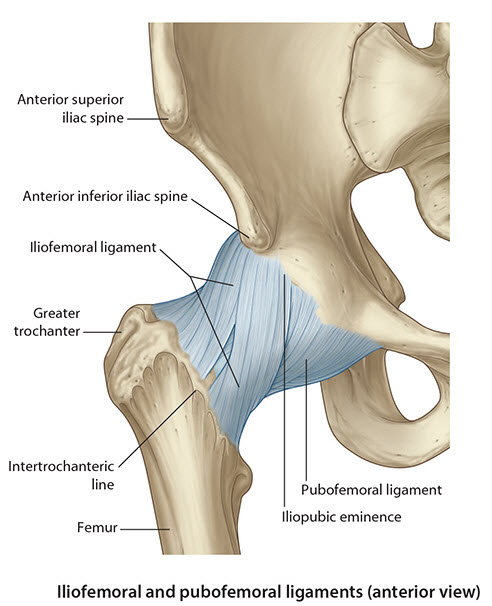 Anterior superior
iliac spine
Anterior inferior iliac spine
Iliofemoral ligament
Greater
trochanter
Intertrochanteric
line
Pubofemoral ligament
Iliopubic eminence
Femur
Iliofemoral and pubofemoral ligaments (anterior view)